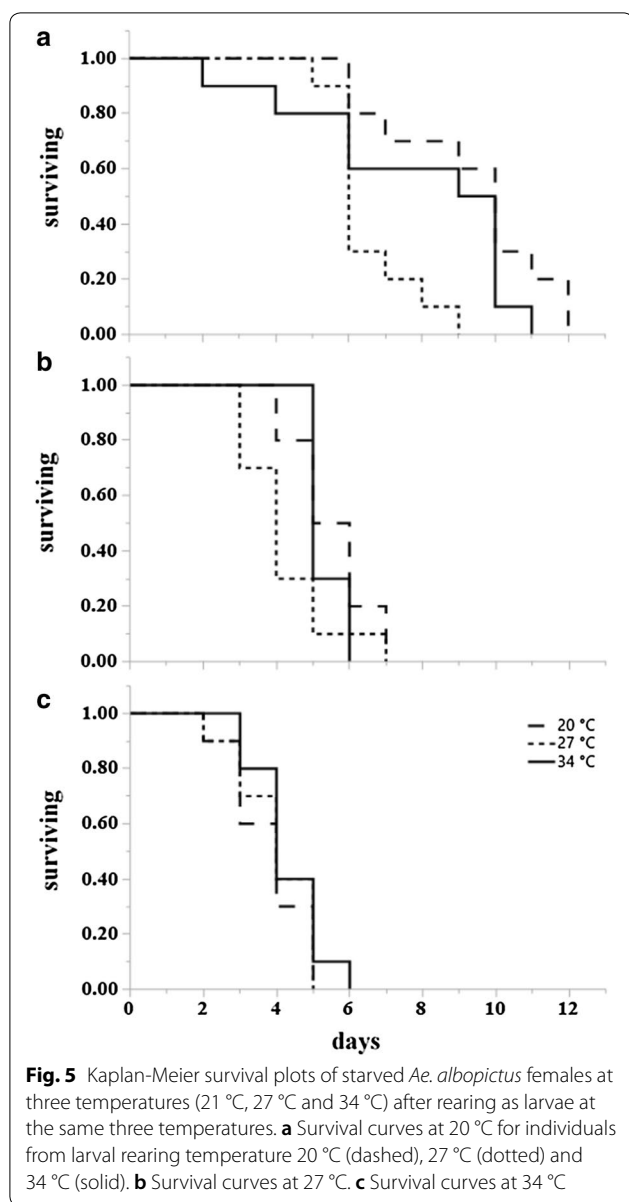 a
1.00
0.80
0.60
0.40
0.20
0.00
surviving
b
1.00
0.80
0.60
0.40
0.20
0.00
surviving
c
1.00
0.80
0.60
0.40
0.20
0.00
surviving
20 °C
27 °C
34 °C
0 2 4 6 8 10 12
days
Fig. 5 Kaplan-Meier survival plots of starved Ae. albopictus females at
three temperatures (21 °C, 27 °C and 34 °C) after rearing as larvae at
the same three temperatures. a Survival curves at 20 °C for individuals
from larval rearing temperature 20 °C (dashed), 27 °C (dotted) and
34 °C (solid). b Survival curves at 27 °C. c Survival curves at 34 °C